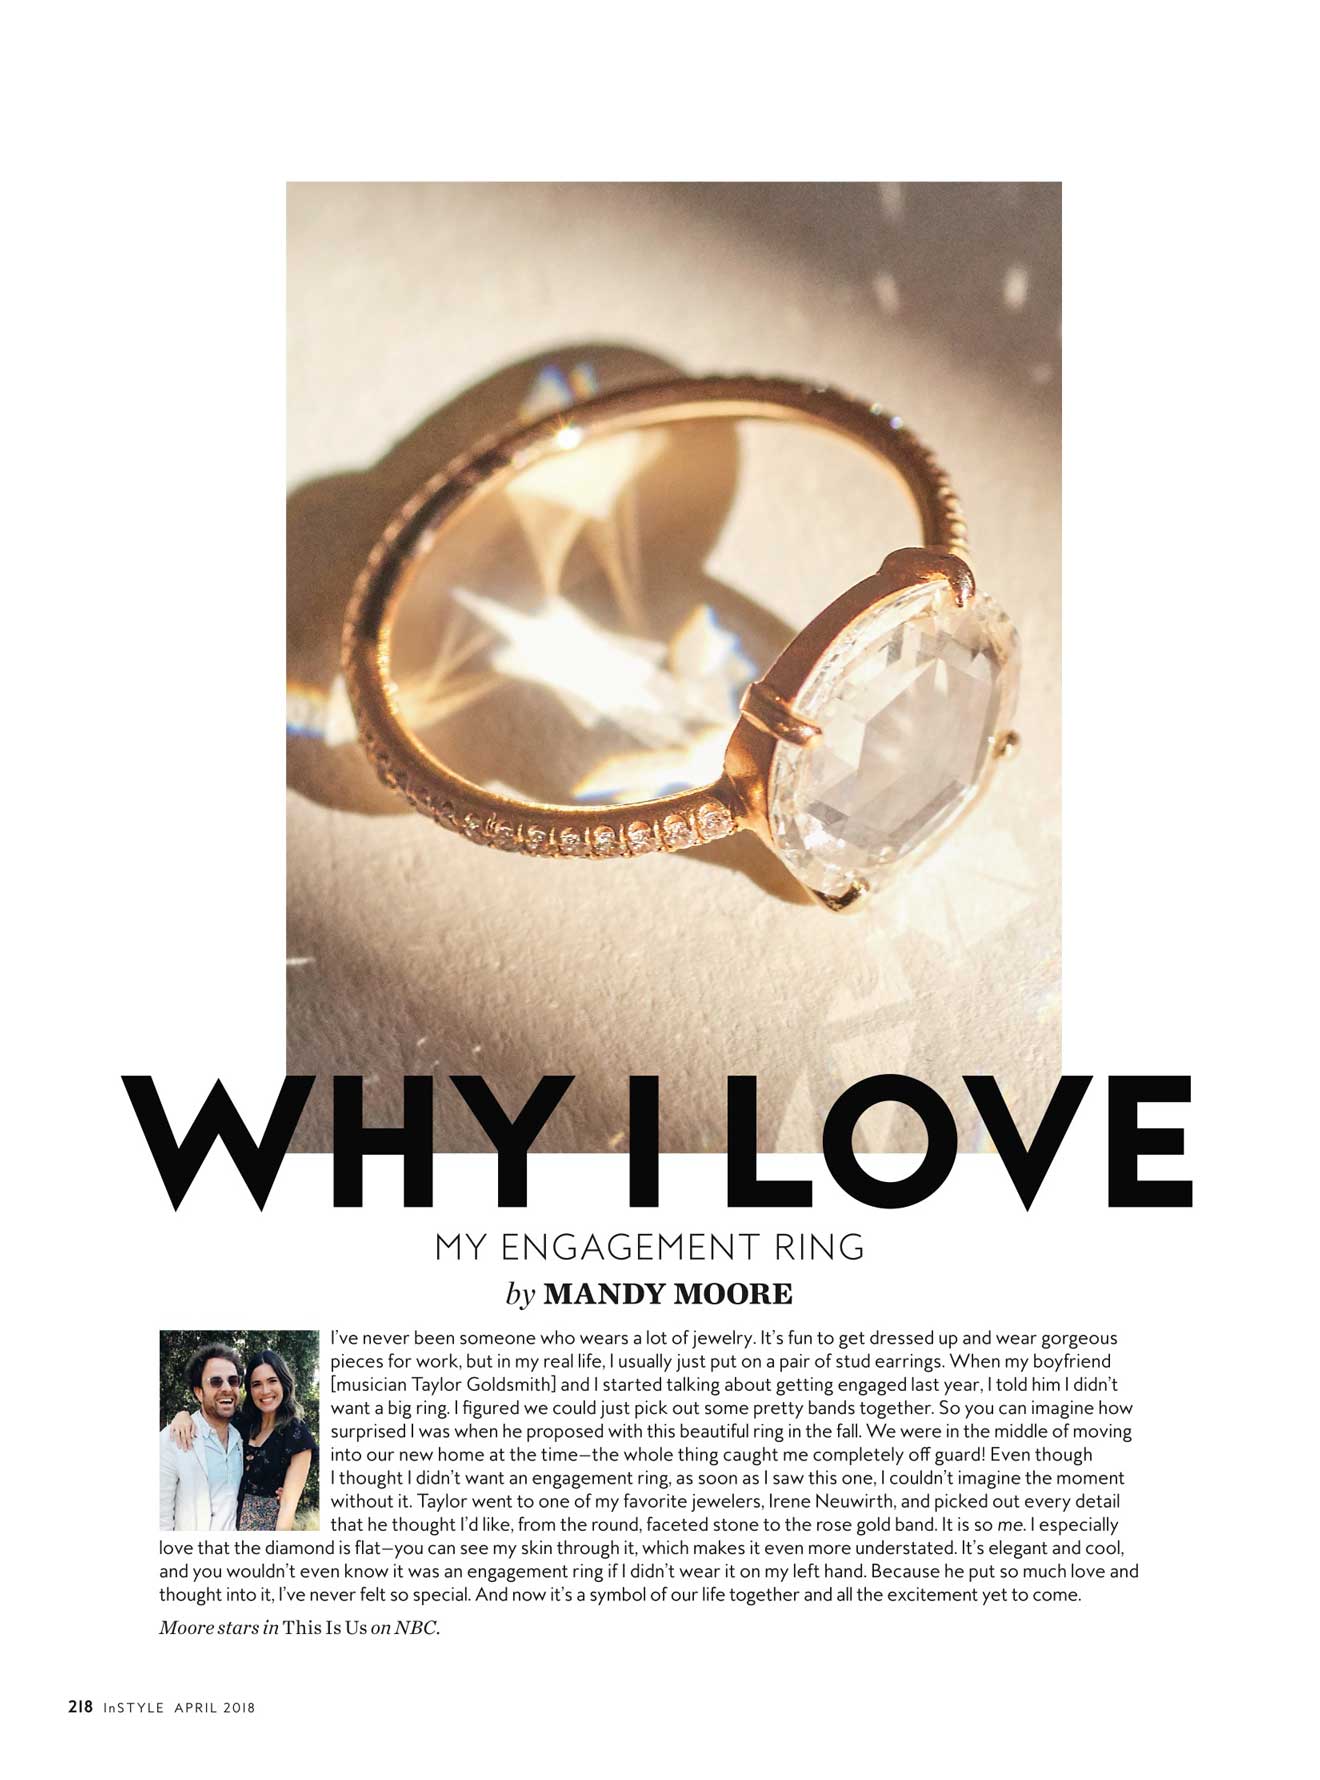 WHY I LOVE
MY ENGAGEMENT RING
by MANDY MOORE
I've never been someone who wears a lot of jewelry. It's fun to get dressed up and wear gorgeous
pieces for work, but in my real life, I usually just put on a pair of stud earrings. When my boyfriend
[musician Taylor Goldsmith] and I started talking about getting engaged last year, I told him I didn't
want a big ring. I figured we could just pick out some pretty bands together. So you can imagine how
surprised I was when he proposed with this beautiful ring in the fall. We were in the middle of moving
into our new home at the time—the whole thing caught me completely off guard! Even though
I thought I didn't want an engagement ring, as soon as I saw this one, I couldn't imagine the moment
without it. Taylor went to one of my favorite jewelers, Irene Neuwirth, and picked out every detail
that he thought I'd like, from the round, faceted stone to the rose gold band. It is so me. I especially
love that the diamond is flat—you can see my skin through it, which makes it even more understated. It's elegant and cool,
and you wouldn't even know it was an engagement ring if I didn't wear it on my left hand. Because he put so much love and
thought into it, I've never felt so special. And now it's a symbol of our life together and all the excitement yet to come.
Moore stars in This Is Us on NBC.
218 InSTYLE APRIL 2018